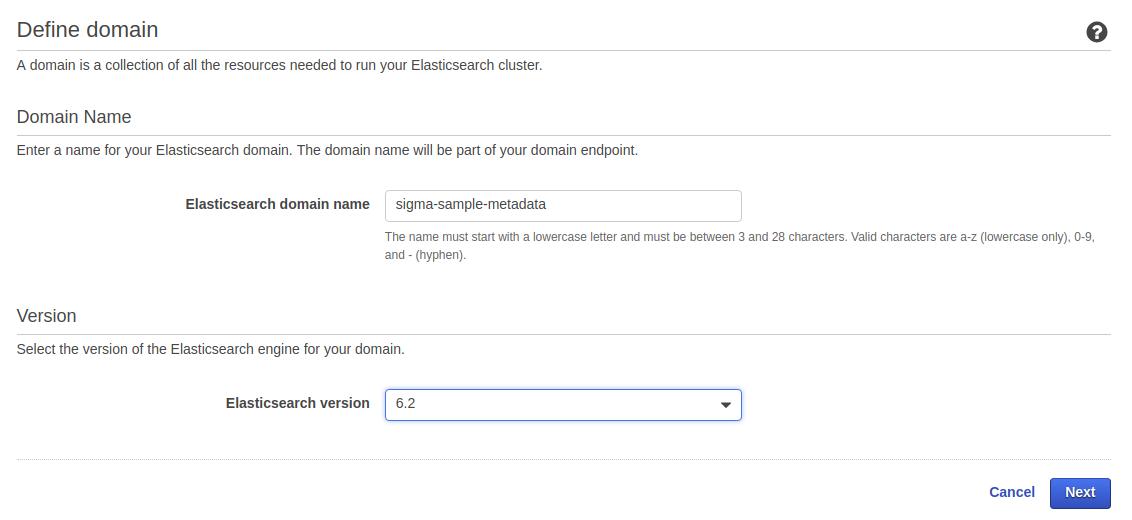 Define domain
?
A domain is a collection of all the resources needed to run your Elasticsearch cluster.
Domain Name
Enter a name for your Elasticsearch domain. The domain name will be part of your domain endpoint.
Elasticsearch domain name sigma-sample-metadata
The name must start with a lowercase letter and must be between 3 and 28 characters. Valid characters are a-z (lowercase only), 0-9,
and - (hyphen).
Version
Select the version of the Elasticsearch engine for your domain.
Elasticsearch version 6.2
Cancel Next